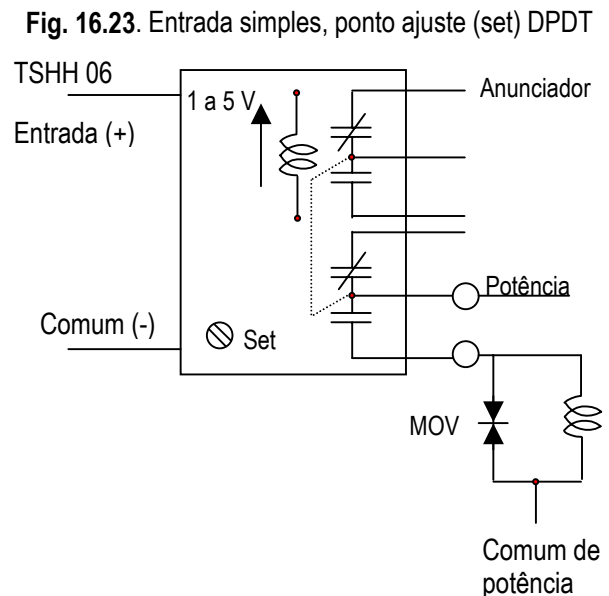 Fig. 16.23. Entrada simples, ponto ajuste (set) DPDT
TSHH 06
1 a 5 V
Anunciador
Entrada (+)
Potência
Comum (-)
Set
MOV
Comum de
potência